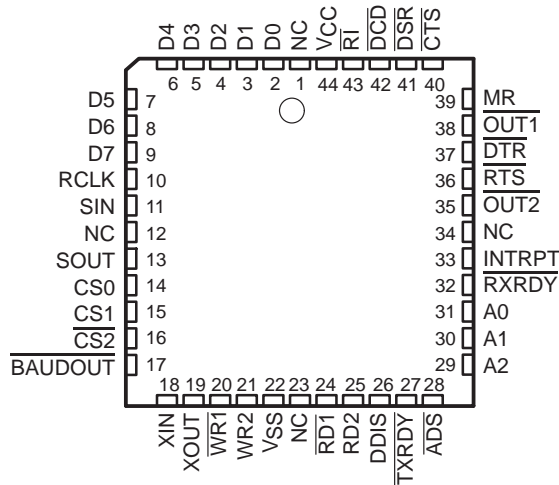 D4 D3 D2 D1 D0 NC VCC RI DCD DSR CTS
6 5 4 3 2 1 44 43 42 41 40
D5 7
D6 8
D7 9
RCLK 10
SIN 11
NC 12
SOUT 13
CS0 14
CS1 15
CS2 16
BAUDOUT 17
39 MR
38 OUT1
37 DTR
36 RTS
35 OUT2
34 NC
33 INTRPT
32 RXRDY
31 A0
30 A1
29 A2
18 19 20 21 22 23 24 25 26 27 28
XIN XOUT WR1 WR2 VSS NC RD1 RD2 DDIS TXRDY ADS